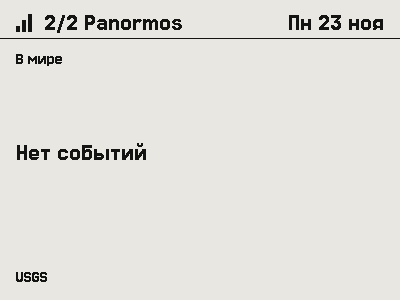 2/2 Panormos
Пн 23 ноя
В мире
Нет событий
USGS